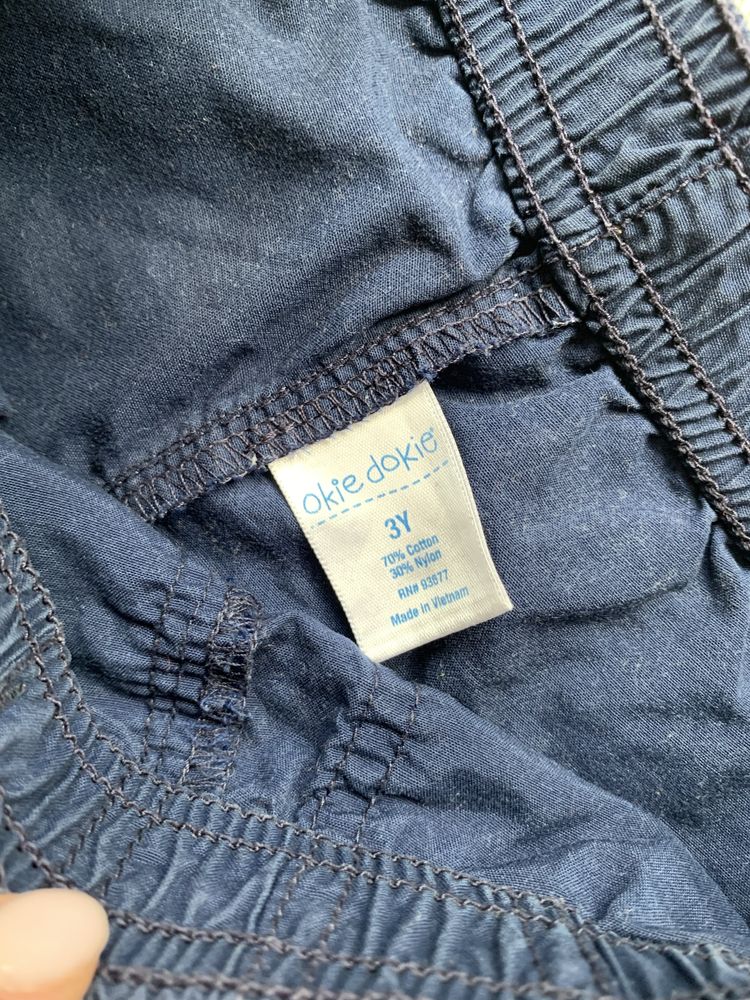 okie dokie®
3Y
70% Cotton
30% Nylon
RN# 93677
Made in Vietnam